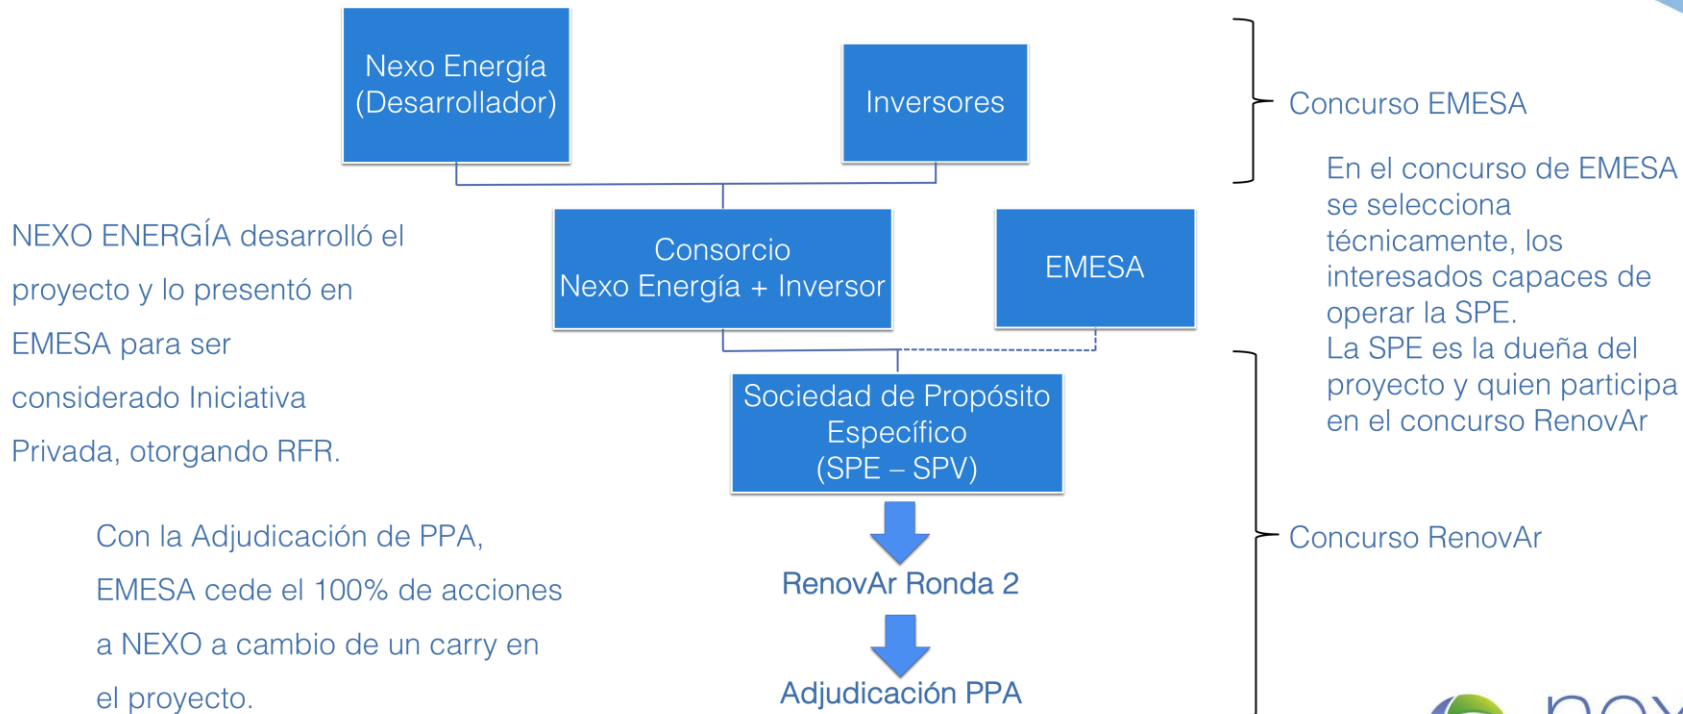 Nexo Energía
(Desarrollador)
Inversores
Concurso EMESA
En el concurso de EMESA
se selecciona
técnicamente, los
interesados capaces de
operar la SPE.
La SPE es la dueña del
proyecto y quien participa
en el concurso RenovAr
NEXO ENERGÍA desarrolló el
proyecto y lo presentó en
EMESA para ser
considerado Iniciativa
Privada, otorgando RFR.
Consorcio
Nexo Energía + Inversor
EMESA
Sociedad de Propósito
Específico
(SPE – SPV)
Con la Adjudicación de PPA,
EMESA cede el 100% de acciones
a NEXO a cambio de un carry en
el proyecto.
RenovAr Ronda 2
Adjudicación PPA
Concurso RenovAr